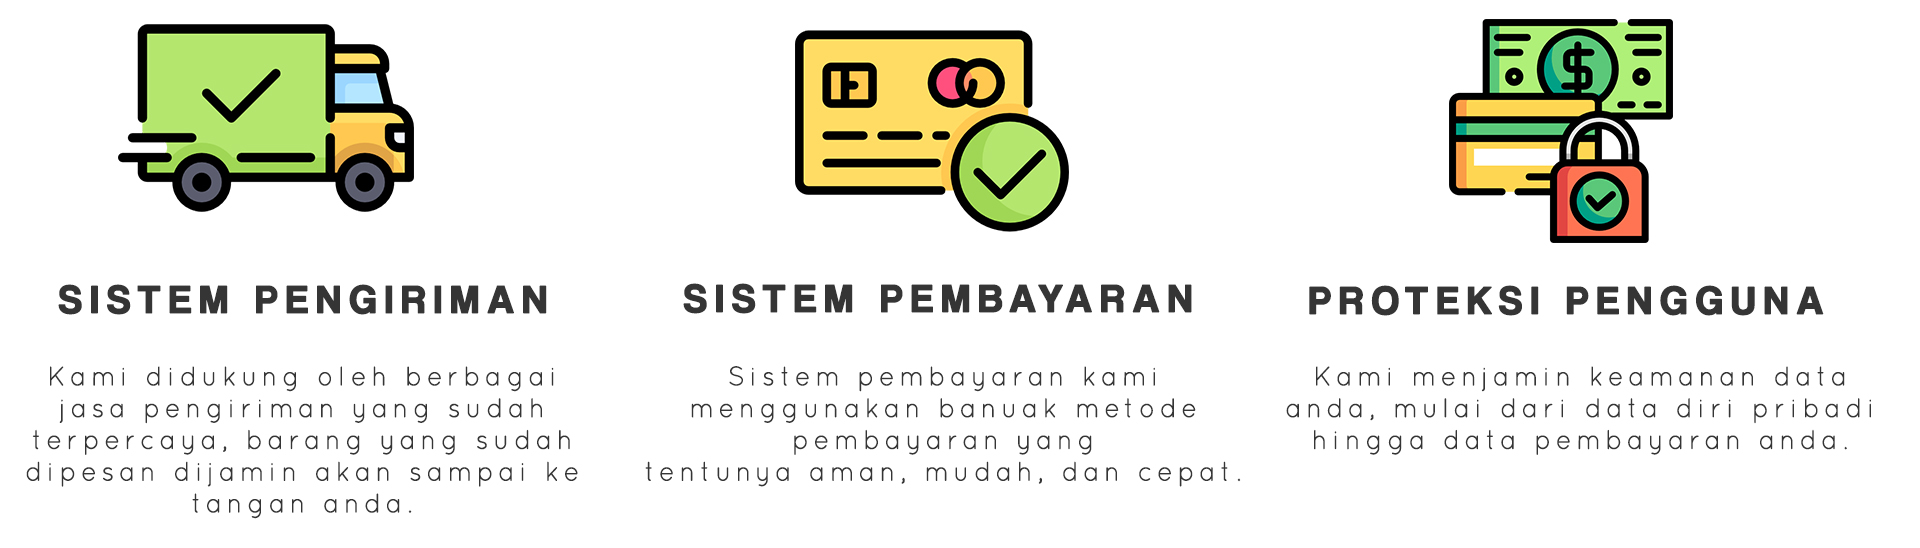 SISTEM PENGIRIMAN
Kami didukung oleh berbagai
jasa pengiriman yang sudah
terpercaya, barang yang sudah
dipesan dijamin akan sampai ke
tangan anda.
SISTEM PEMBAYARAN
Sistem pembayaran kami
menggunakan banuak metode
pembayaran yang
tentunya aman, mudah, dan cepat.
PROTEKSI PENGGUNA
Kami menjamin keamanan data
anda, mulai dari data diri pribadi
hingga data pembayaran anda.